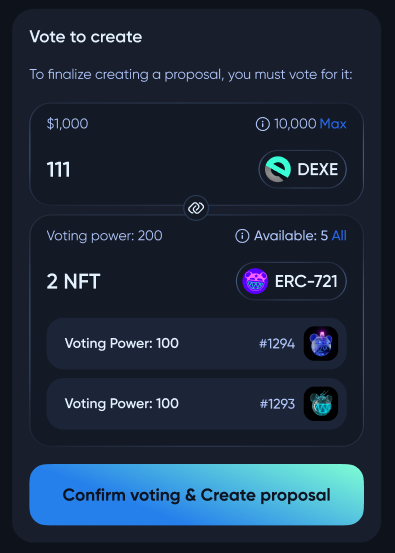 Vote to create
To finalize creating a proposal, you must vote for it:
$1,000 10,000 Max
111 DEXE
Voting power: 200 Available: 5 All
2 NFT ERC-721
Voting Power: 100 #1294
Voting Power: 100 #1293
Confirm voting & Create proposal